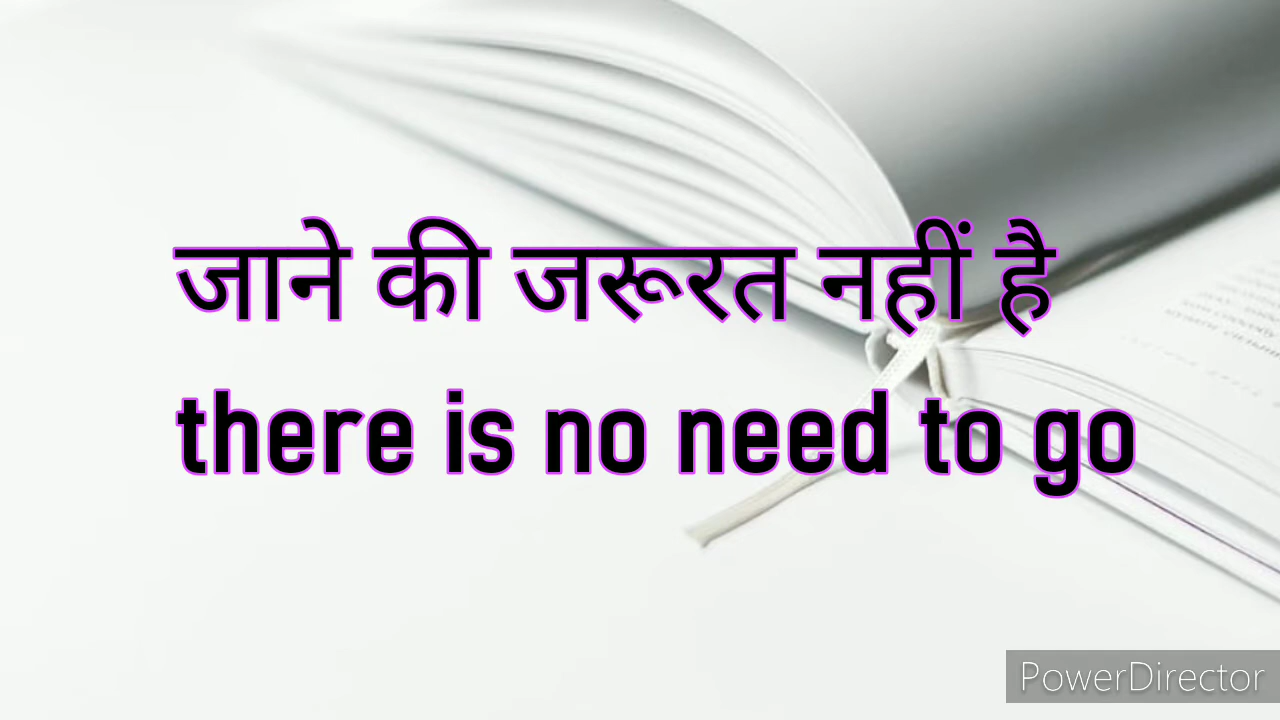 जाने की जरूरत नहीं है
there is no need to go
PowerDirector